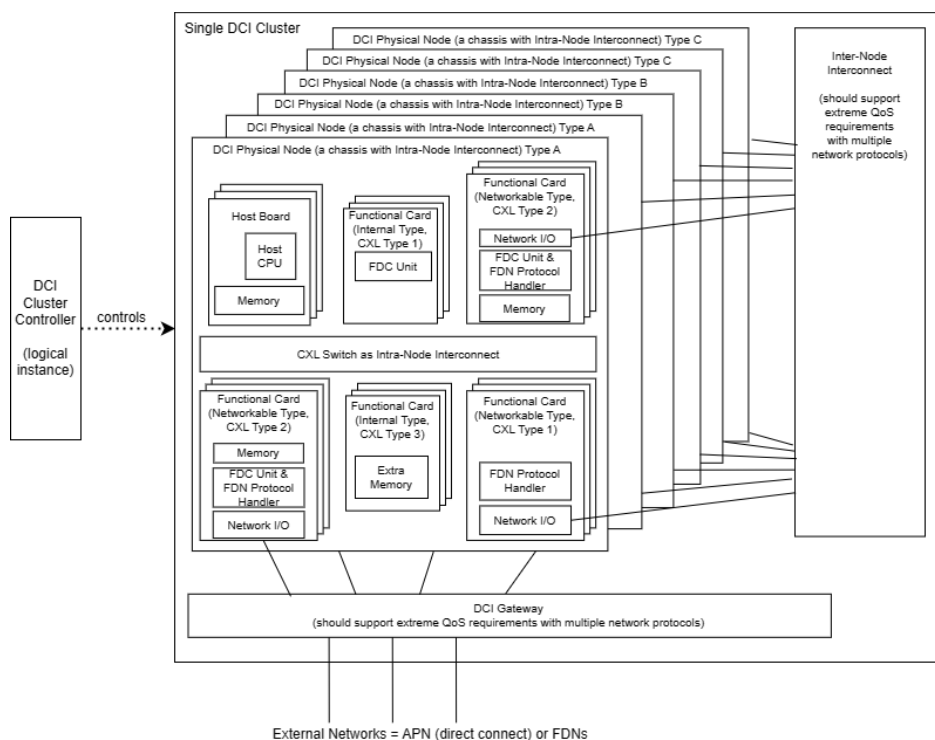 Single DCI Cluster
DCI Physical Node (a chassis with Intra-Node Interconnect) Type C
DCI Physical Node (a chassis with Intra-Node Interconnect) Type C
DCI Physical Node (a chassis with Intra-Node Interconnect) Type B
DCI Physical Node (a chassis with Intra-Node Interconnect) Type B
DCI Physical Node (a chassis with Intra-Node Interconnect) Type A
DCI Physical Node (a chassis with Intra-Node Interconnect) Type A
Inter-Node
Interconnect
(should support
extreme QoS
requirements
with multiple
network protocols)
Host Board
Host
CPU
Memory
Functional Card
(Internal Type,
CXL Type 1)
FDC Unit
Functional Card
(Networkable Type,
CXL Type 2)
Network I/O
FDC Unit &
FDN Protocol
Handler
Memory
DCI
Cluster
Controller
(logical
instance)
controls
CXL Switch as Intra-Node Interconnect
Functional Card
(Networkable Type,
CXL Type 2)
Memory
FDC Unit &
FDN Protocol
Handler
Network I/O
Functional Card
(Internal Type,
CXL Type 3)
Extra
Memory
Functional Card
(Networkable Type,
CXL Type 1)
FDN Protocol
Handler
Network I/O
DCI Gateway
(should support extreme QoS requirements with multiple network protocols)
External Networks = APN (direct connect) or FDNs